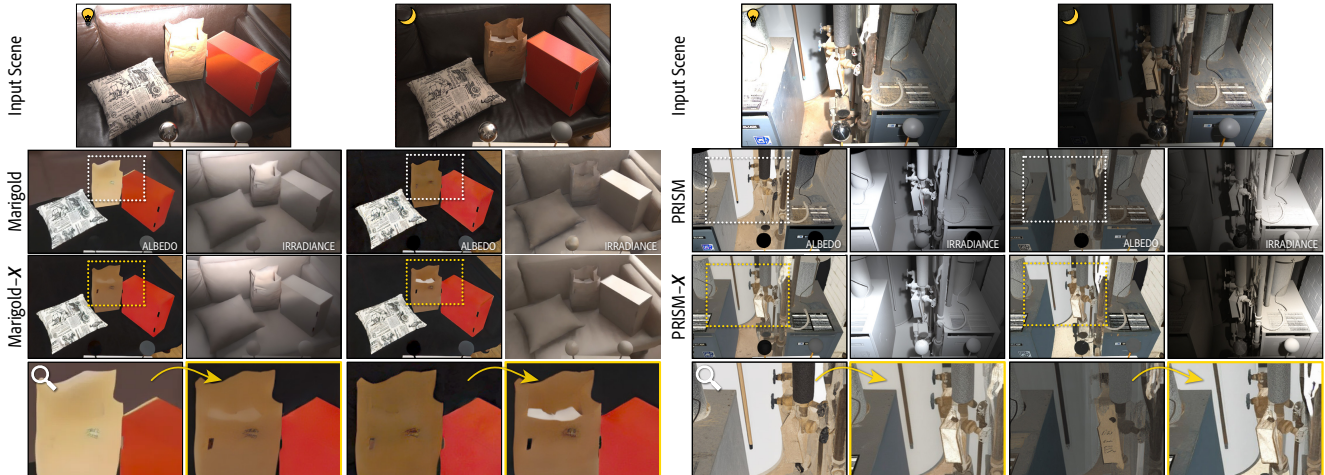 Input Scene
Input Scene
Marigold
ALBEDO
IRRADIANCE
ALBEDO
IRRADIANCE
PRISM
ALBEDO
IRRADIANCE
ALBEDO
IRRADIANCE
Marigold-X
PRISM-X